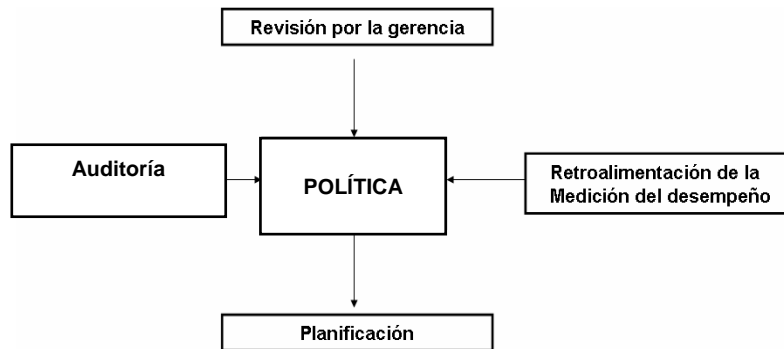 Revisión por la gerencia
Auditoría
POLÍTICA
Retroalimentación de la
Medición del desempeño
Planificación